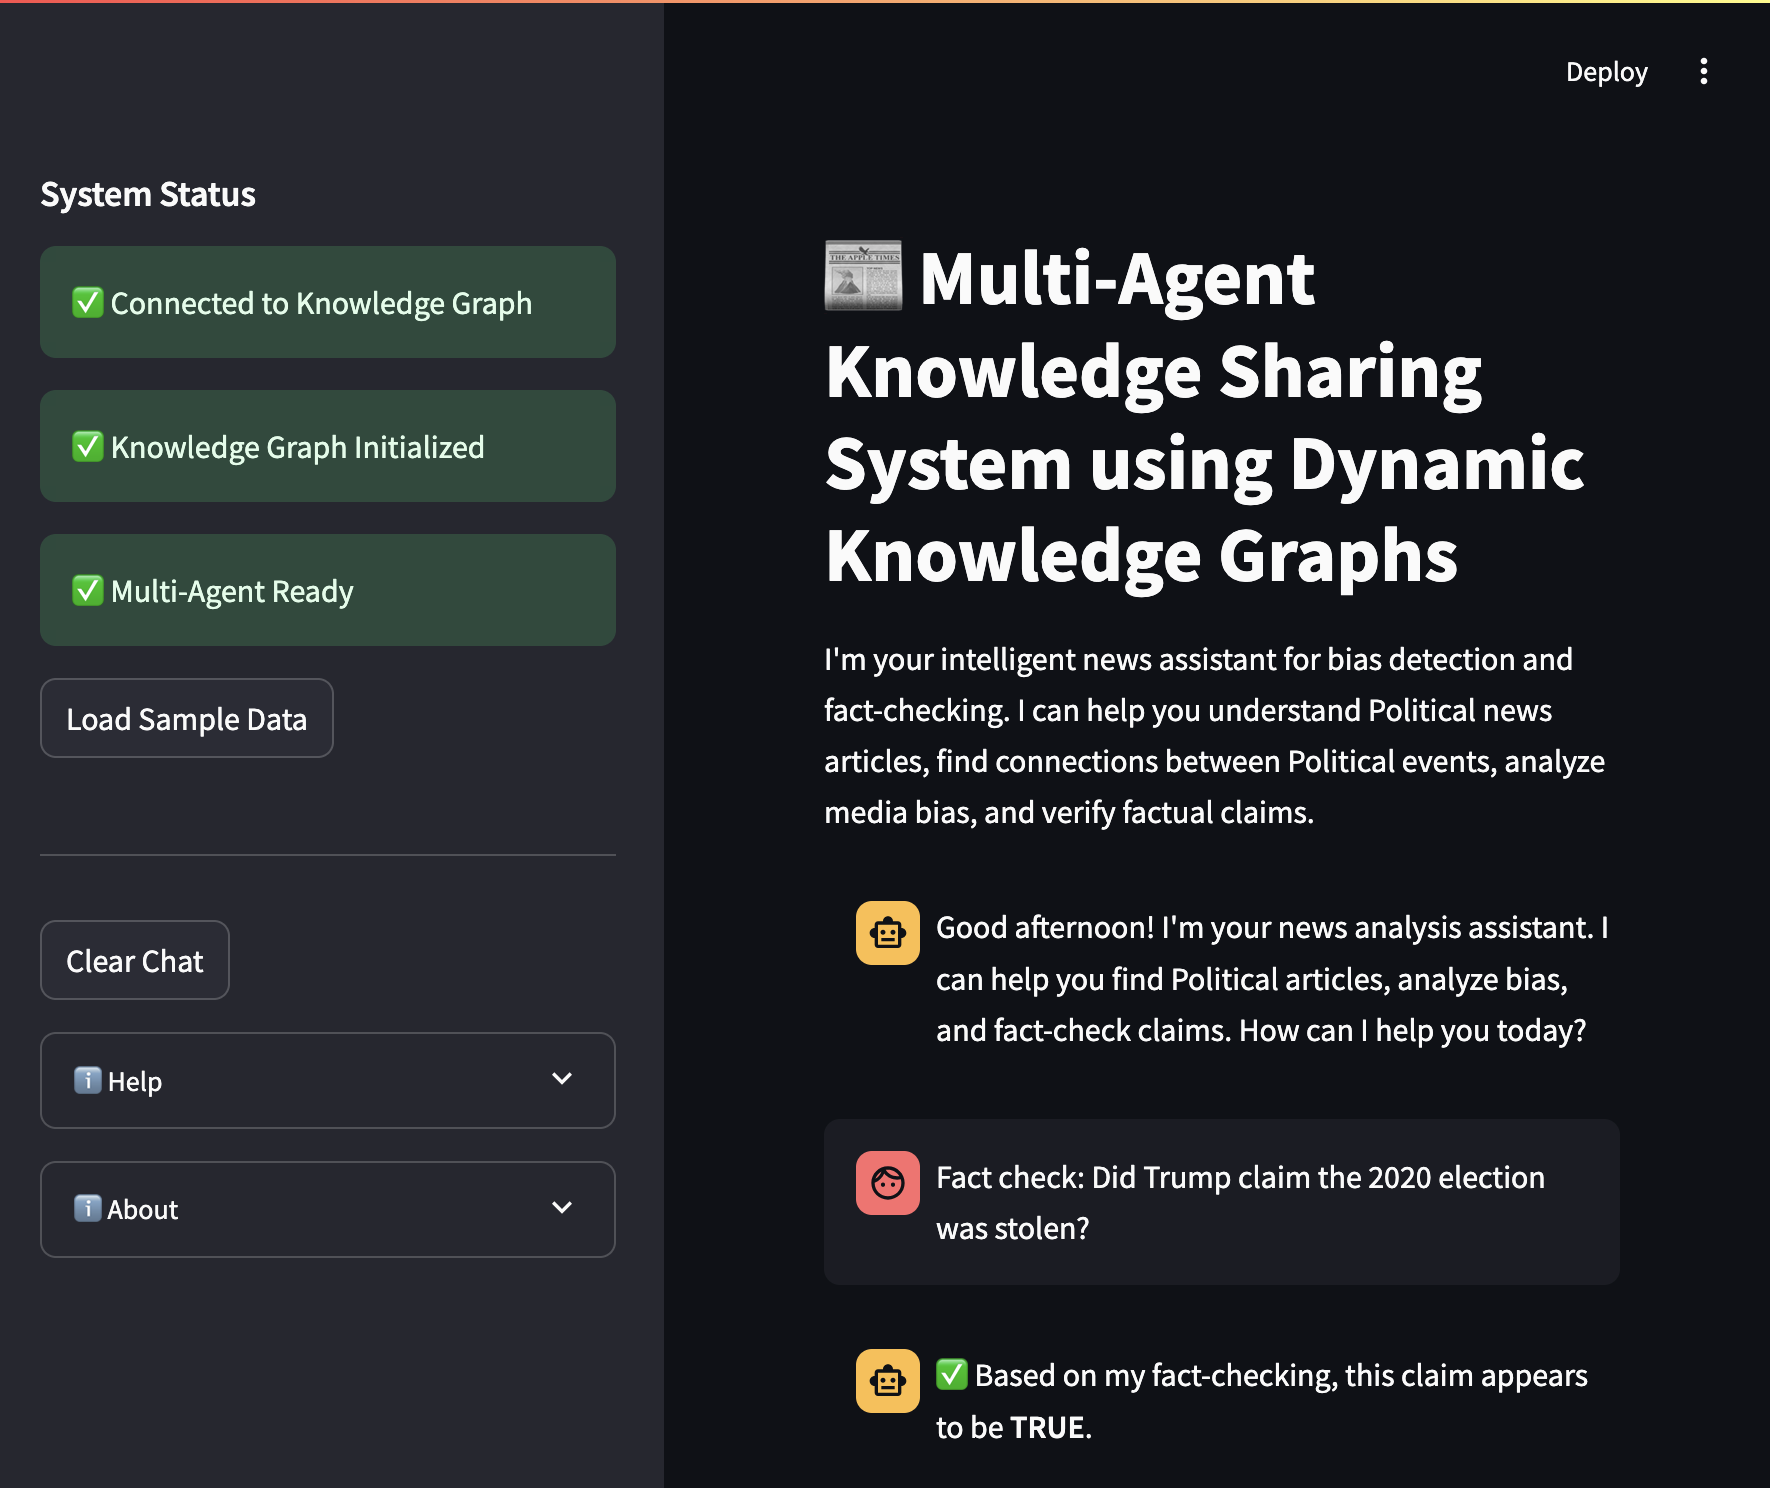 Deploy
System Status
✅ Connected to Knowledge Graph
✅ Knowledge Graph Initialized
✅ Multi-Agent Ready
Load Sample Data
Clear Chat
ℹ️ Help
ℹ️ About
THE APPLE TIMES
Multi-Agent
Knowledge Sharing
System using Dynamic
Knowledge Graphs
I'm your intelligent news assistant for bias detection and
fact-checking. I can help you understand Political news
articles, find connections between Political events, analyze
media bias, and verify factual claims.
Good afternoon! I'm your news analysis assistant. I
can help you find Political articles, analyze bias,
and fact-check claims. How can I help you today?
Fact check: Did Trump claim the 2020 election
was stolen?
✅ Based on my fact-checking, this claim appears
to be TRUE.